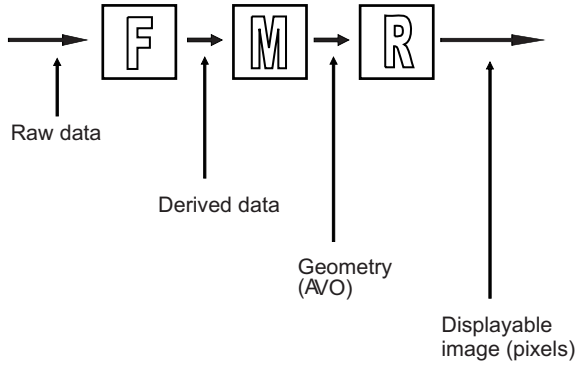 F
M
R
Raw data
Derived data
Geometry
(AVO)
Displayable
image (pixels)